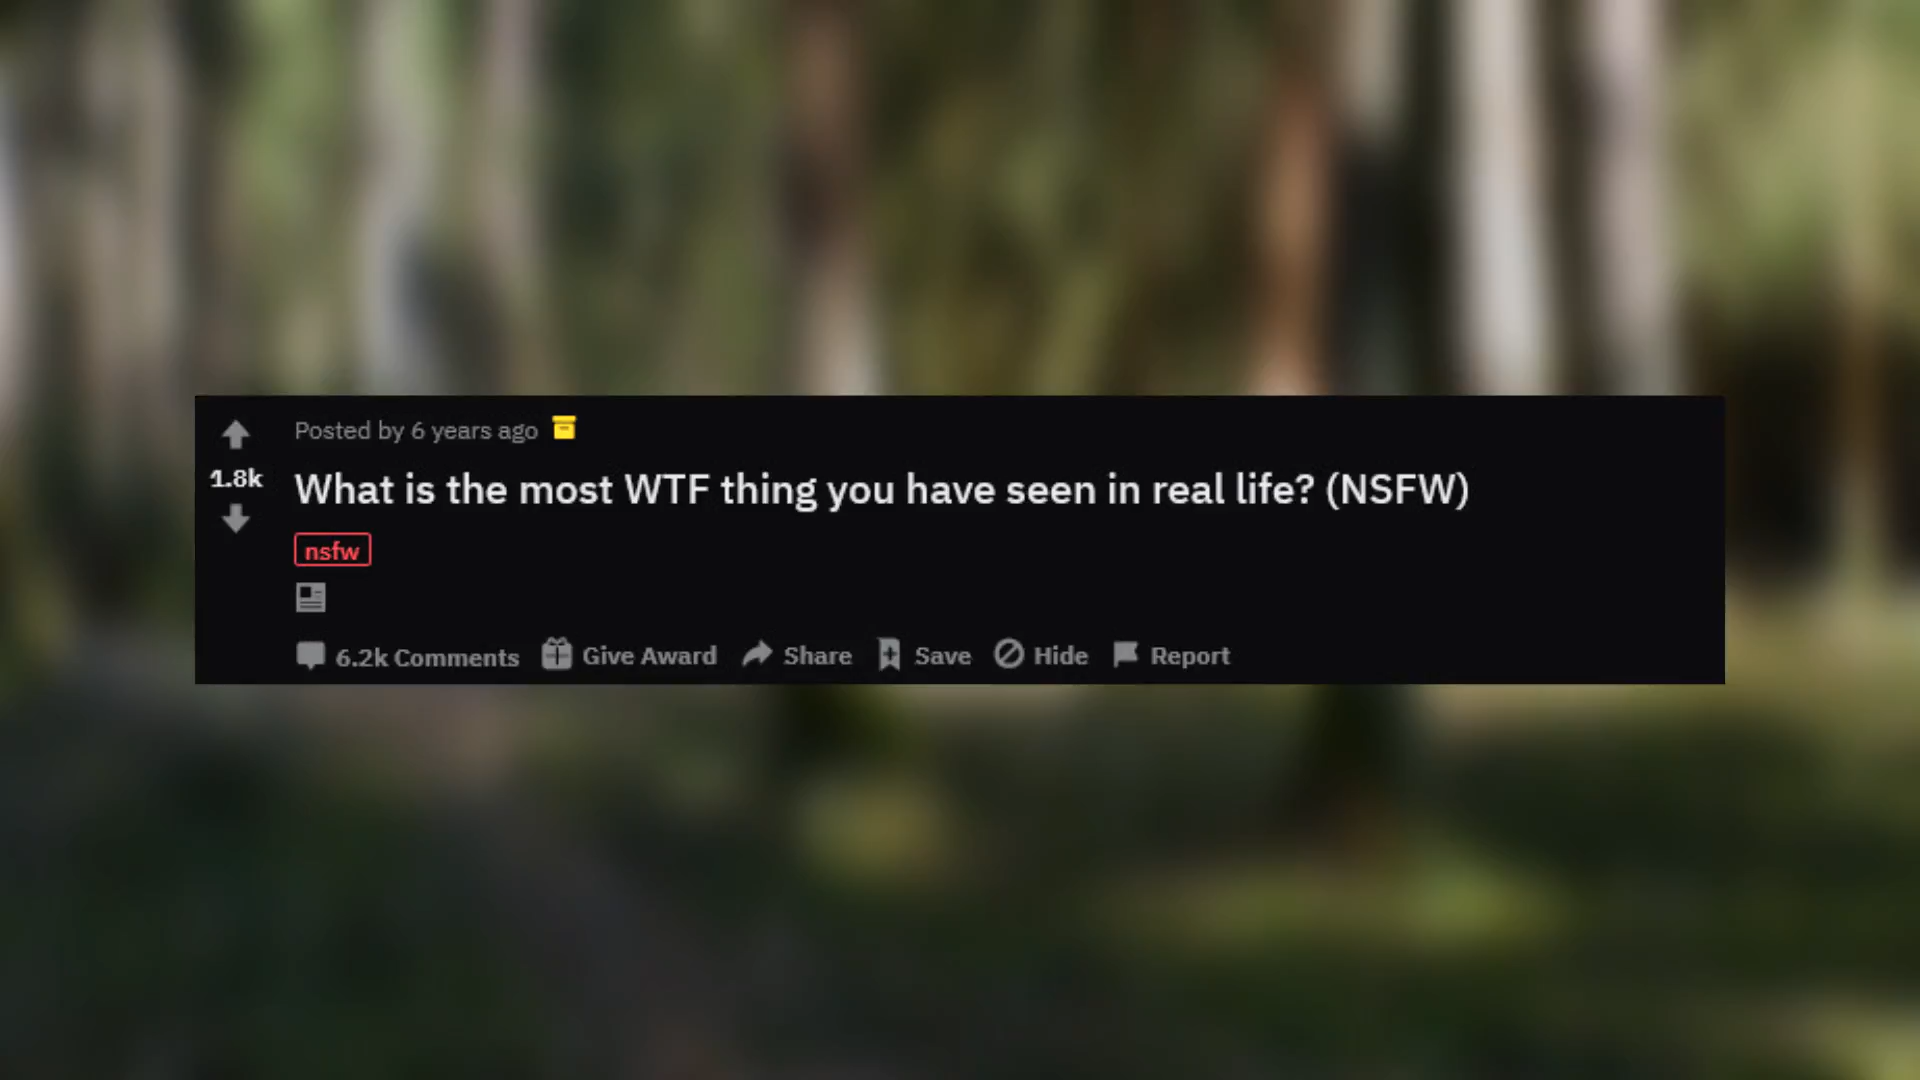 Posted by 6 years ago
1.8k
What is the most WTF thing you have seen in real life? (NSFW)
nsfw
6.2k Comments Give Award Share Save Hide Report